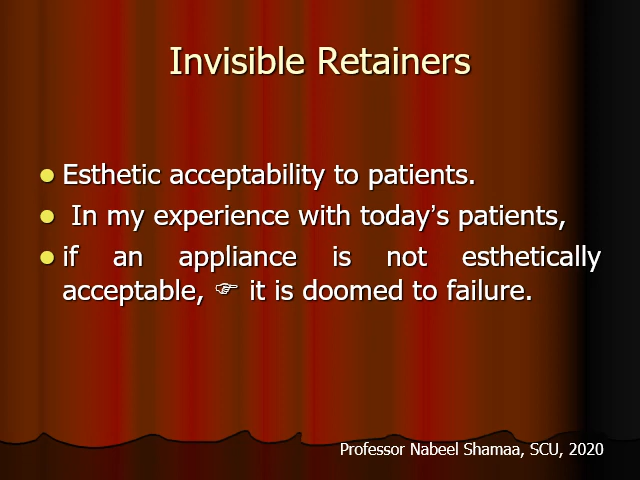 Invisible Retainers
● Esthetic acceptability to patients.
● In my experience with today’s patients,
● if an appliance is not esthetically
acceptable, ☞ it is doomed to failure.
Professor Nabeel Shamaa, SCU, 2020